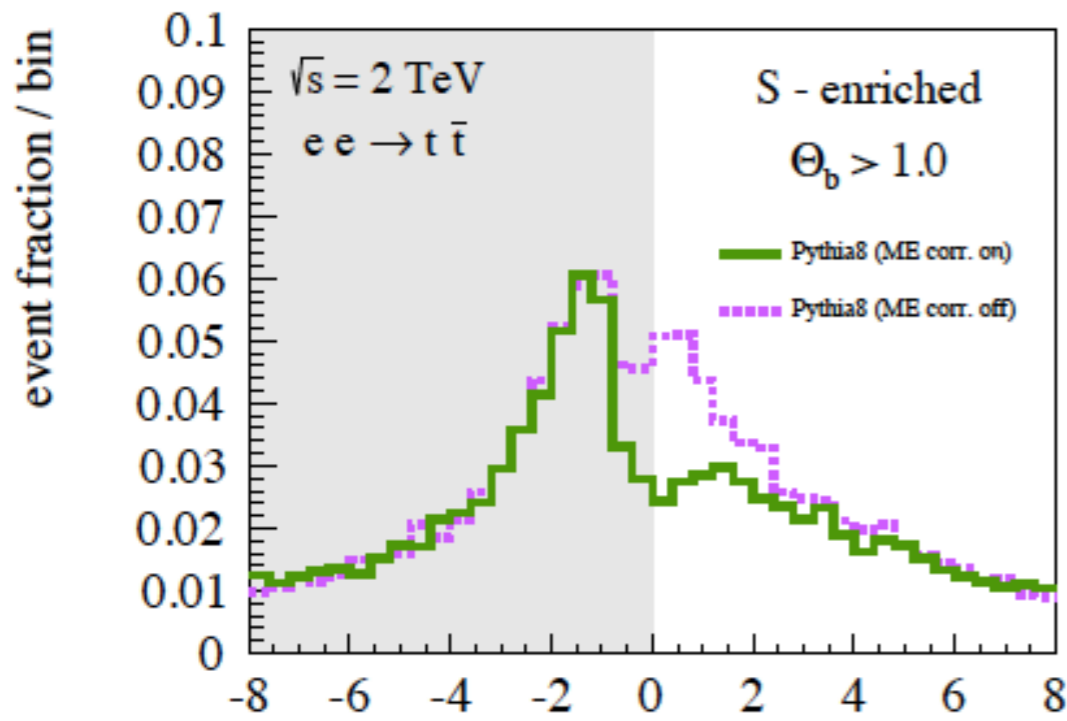 event fraction / bin
0.1
0.09
0.08
0.07
0.06
0.05
0.04
0.03
0.02
0.01
0
√s = 2 TeV
e e → t t̄
S - enriched
Θb > 1.0
Pythia8 (ME corr. on)
Pythia8 (ME corr. off)
-8 -6 -4 -2 0 2 4 6 8